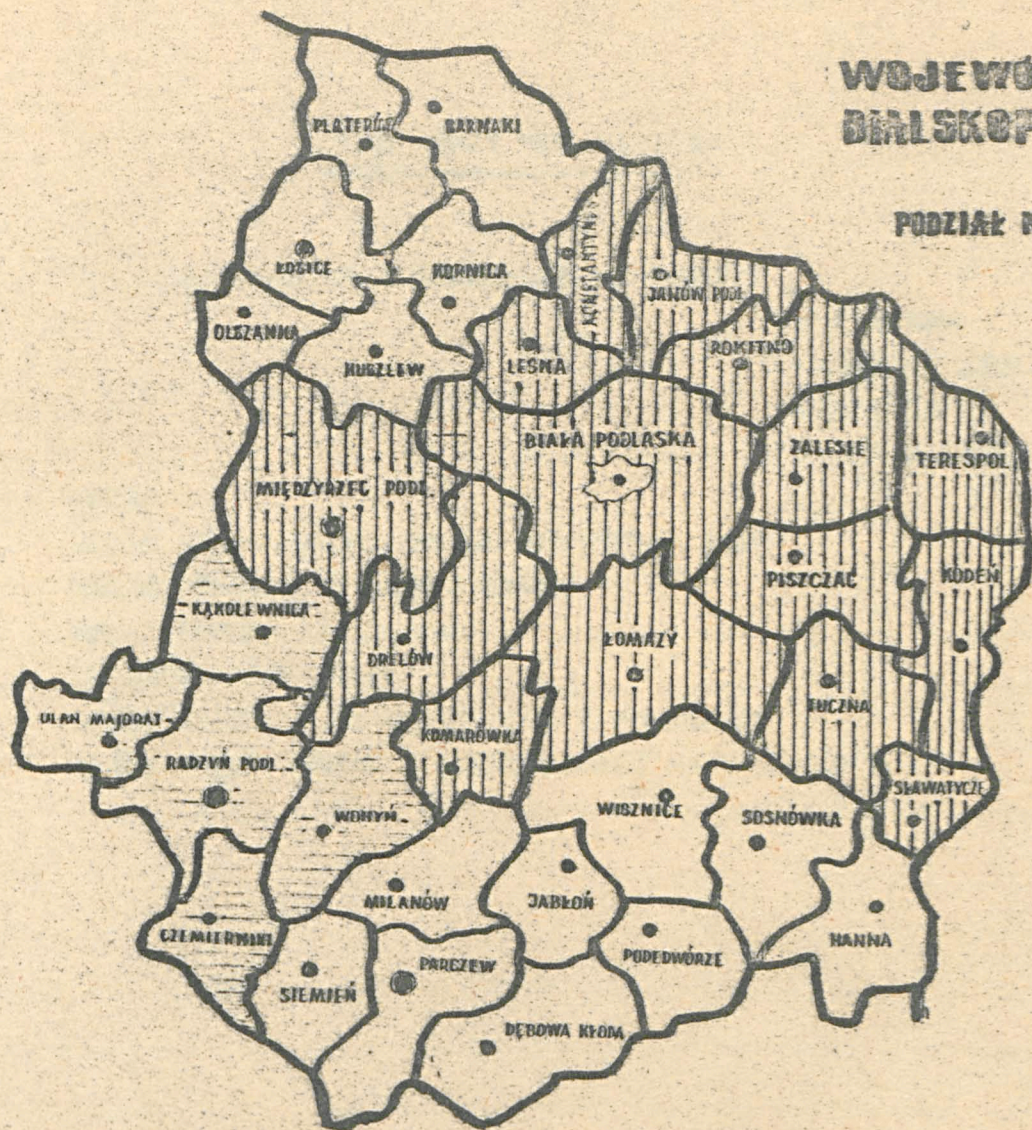 WOJEWÓ
BIALSKOP
PODZIAŁ
PLATERÓW
SARNAKI
ŁOSICE
KORNICA
KONSTANTYNÓW
JANÓW PODL.
OLSZANKA
HUSZLEW
LEŚNA
ROKITNO
BIAŁA PODLASKA
ZALESIE
TERESPOL
MIĘDZYRZEC PODL.
PISZCZAC
KODEŃ
KĄKOLEWNICA
DRELÓW
ŁOMAZY
TUCZNA
ULAN MAJORAT
KOMARÓWKA
RADZYŃ PODL.
SŁAWATYCZE
WOHYŃ
WISZNICE
SOSNÓWKA
MILANÓW
JABŁOŃ
CZEMIERNIKI
HANNA
PODEDWÓRZE
SIEMIEŃ
PARCZEW
DĘBOWA KŁOM